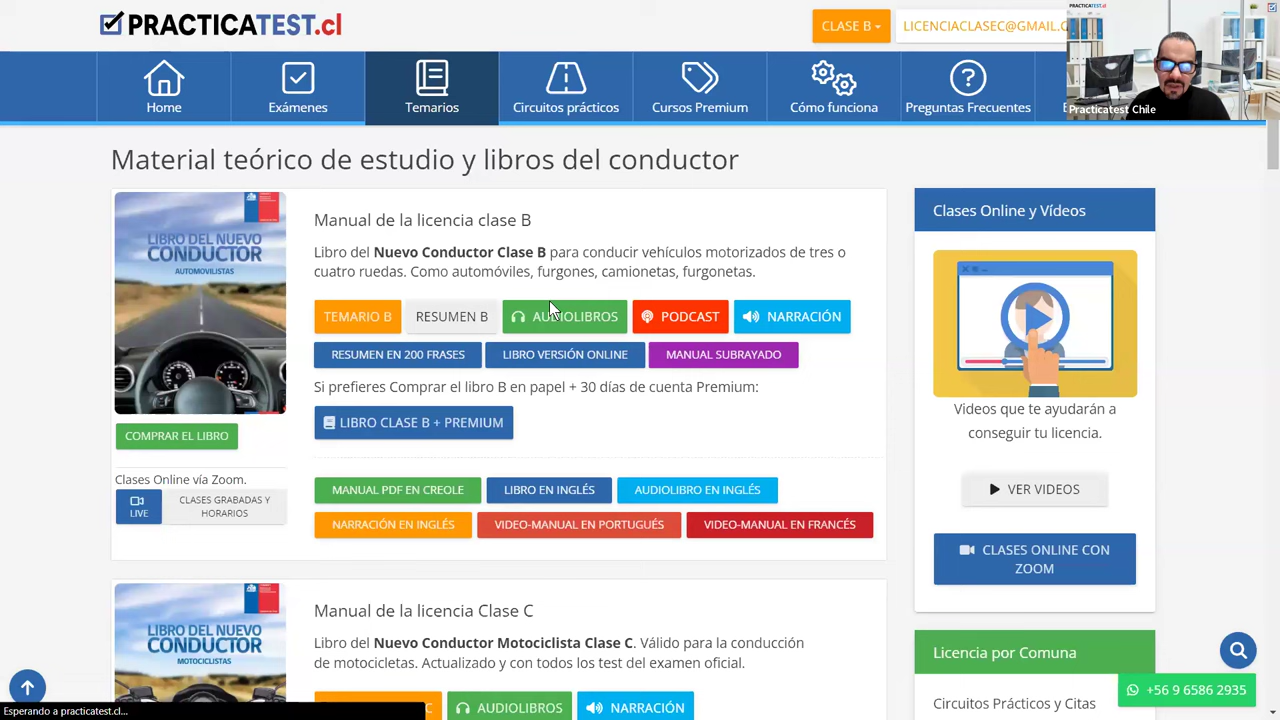 PRACTICATEST.cl
CLASE B
LICENCIACLASEC@GMAIL.C
PRACTICATEST.cl
Practicatest Chile
Home
Exámenes
Temarios
Circuitos prácticos
Cursos Premium
Cómo funciona
Preguntas Frecuentes
Material teórico de estudio y libros del conductor
LIBRO DEL NUEVO
CONDUCTOR
AUTOMOVILISTAS
COMPRAR EL LIBRO
Clases Online vía Zoom.
LIVE
CLASES GRABADAS Y
HORARIOS
Manual de la licencia clase B
Libro del Nuevo Conductor Clase B para conducir vehículos motorizados de tres o
cuatro ruedas. Como automóviles, furgones, camionetas, furgonetas.
TEMARIO B
RESUMEN B
AUDIOLIBROS
PODCAST
NARRACIÓN
RESUMEN EN 200 FRASES
LIBRO VERSIÓN ONLINE
MANUAL SUBRAYADO
Si prefieres Comprar el libro B en papel + 30 días de cuenta Premium:
LIBRO CLASE B + PREMIUM
MANUAL PDF EN CREOLE
LIBRO EN INGLÉS
AUDIOLIBRO EN INGLÉS
NARRACIÓN EN INGLÉS
VIDEO-MANUAL EN PORTUGUÉS
VIDEO-MANUAL EN FRANCÉS
LIBRO DEL NUEVO
CONDUCTOR
MOTOCICLISTAS
Manual de la licencia Clase C
Libro del Nuevo Conductor Motociclista Clase C. Válido para la conducción
de motocicletas. Actualizado y con todos los test del examen oficial.
C
AUDIOLIBROS
NARRACIÓN
Clases Online y Vídeos
Videos que te ayudarán a
conseguir tu licencia.
VER VIDEOS
CLASES ONLINE CON
ZOOM
Licencia por Comuna
Circuitos Prácticos y Citas
+56 9 6586 2935
Esperando a practicatest.cl...